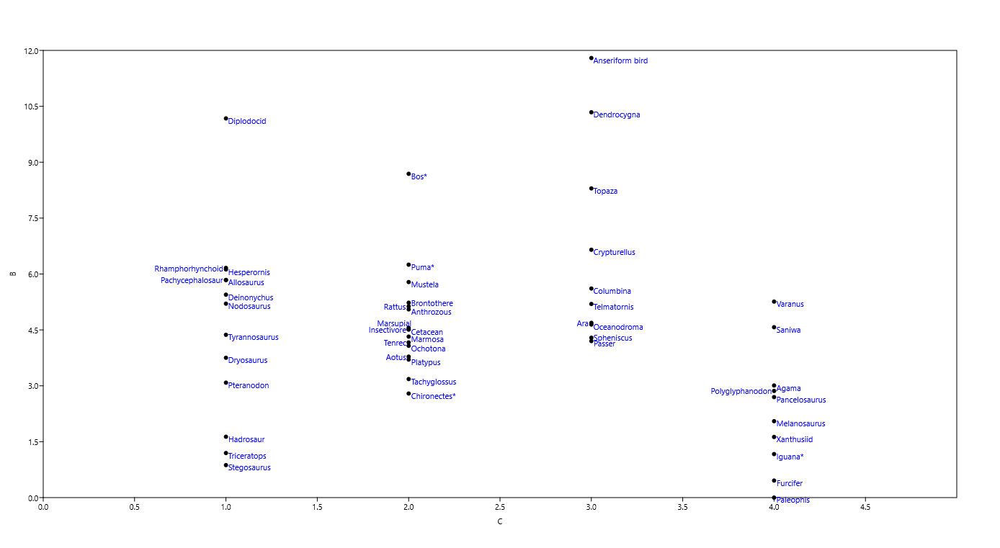 12.0
Anseriform bird
10.5
Dendrocygna
Diplodocid
9.0
Bos*
Topaza
7.5
Crypturellus
Rhamphorhynchoid
Hesperornis
Puma*
6.0
B
Pachycephalosaur
Allosaurus
Mustela
Columbina
Deinonychus
Nodosaurus
Rattus
Brontothere
Anthrozous
Telmatornis
Varanus
Marsupial
Insectivore
Cetacean
Ara
Oceanodroma
Saniwa
4.5
Tyrannosaurus
Marmosa
Spheniscus
Tenrec
Ochotona
Passer
Dryosaurus
Aotus
Platypus
Pteranodon
Tachyglossus
3.0
Chironectes*
Agama
Polyglyphanodon
Pancelosaurus
Melanosaurus
Hadrosaur
Xanthusiid
1.5
Triceratops
Iguana*
Stegosaurus
Furcifer
Paleophis
0.0
0.0 0.5 1.0 1.5 2.0 2.5 3.0 3.5 4.0 4.5
C